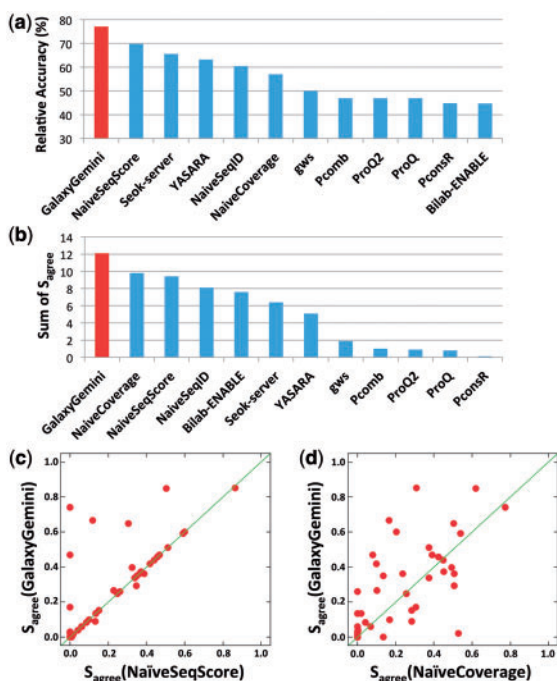 (a)
Relative Accuracy (%)
80
70
60
50
40
30
GalaxyGemini
NaiveSeqScore
Seok-server
YASARA
NaiveSeqID
NaiveCoverage
gws
Pcomb
ProQ2
ProQ
PconsR
Bilab-ENABLE
(b)
Sum of Sagree
14
12
10
8
6
4
2
0
GalaxyGemini
NaiveCoverage
NaiveSeqScore
NaiveSeqID
Bilab-ENABLE
Seok-server
YASARA
gws
Pcomb
ProQ2
ProQ
PconsR
(c)
Sagree(GalaxyGemini)
1.0
0.8
0.6
0.4
0.2
0.0
0.0 0.2 0.4 0.6 0.8 1.0
Sagree(NaïveSeqScore)
(d)
Sagree(GalaxyGemini)
1.0
0.8
0.6
0.4
0.2
0.0
0.0 0.2 0.4 0.6 0.8 1.0
Sagree(NaïveCoverage)